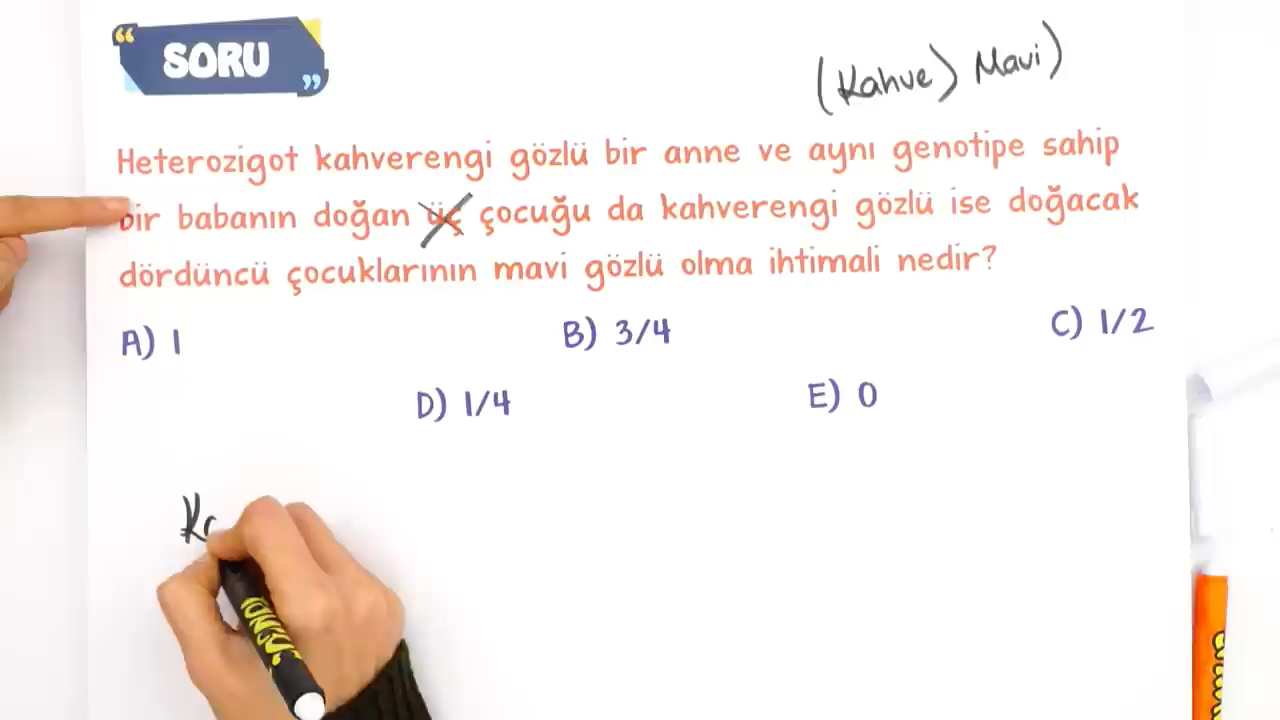 SORU
(Kahve > Mavi)
Heterozigot kahverengi gözlü bir anne ve aynı genotipe sahip
bir babanın doğan üç çocuğu da kahverengi gözlü ise doğacak
dördüncü çocuklarının mavi gözlü olma ihtimali nedir?
A) 1
B) 3/4
C) 1/2
D) 1/4
E) 0